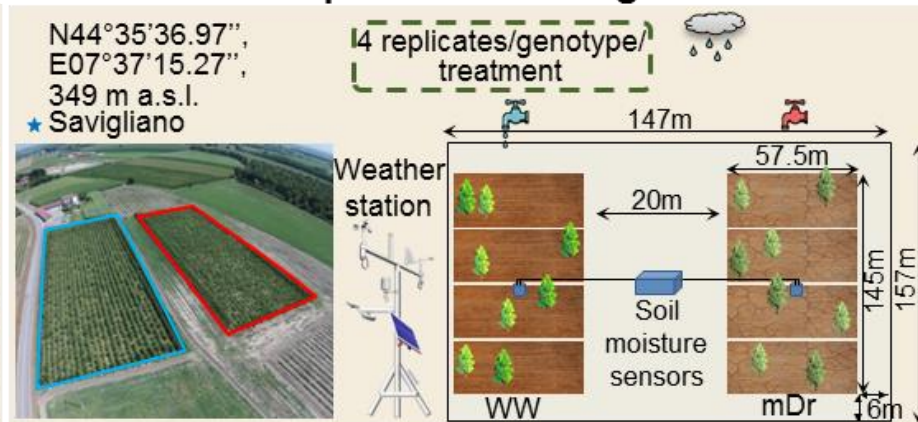 N44°35’36.97’’,
E07°37’15.27’’,
349 m a.s.l.
Savigliano
4 replicates/genotype/
treatment
147m
57.5m
Weather
station
20m
145m
157m
Soil
moisture
sensors
WW
mDr
16m